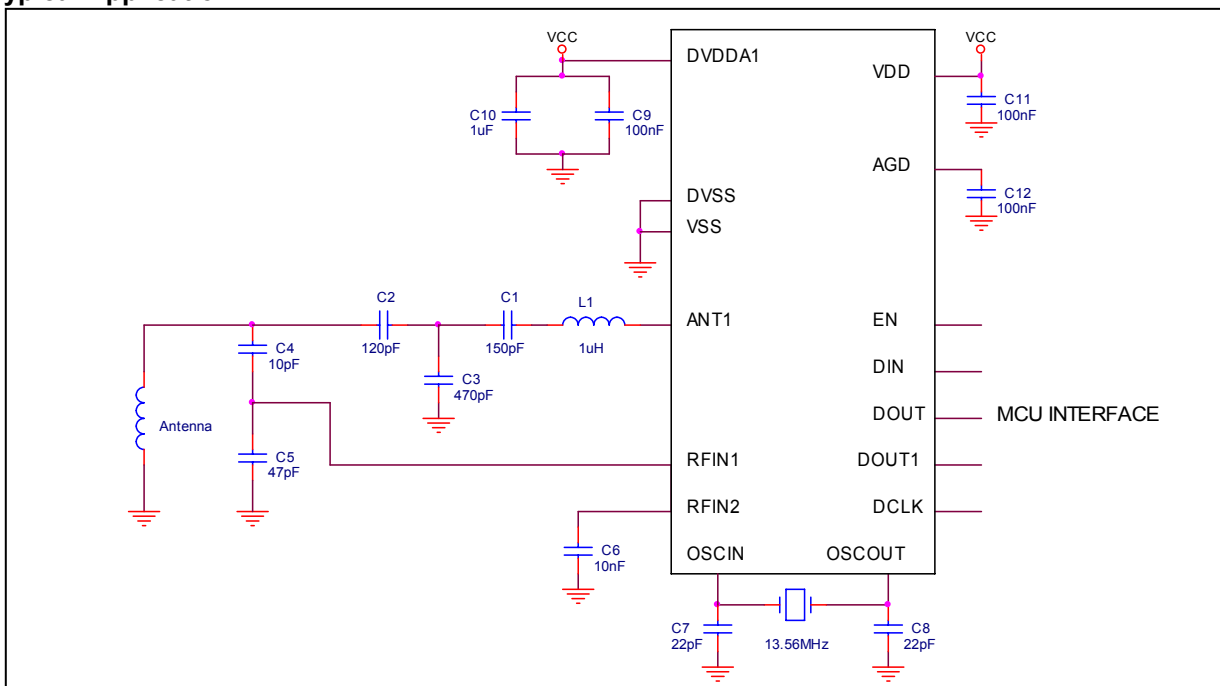 VCC
VCC
DVDDA1
VDD
C10
1uF
C9
100nF
C11
100nF
AGD
C12
100nF
DVSS
VSS
C2
120pF
C1
150pF
L1
1uH
ANT1
EN
C4
10pF
C3
470pF
DIN
Antenna
DOUT
MCU INTERFACE
C5
47pF
RFIN1
DOUT1
RFIN2
DCLK
C6
10nF
OSCIN
OSCOUT
C7
22pF
13.56MHz
C8
22pF